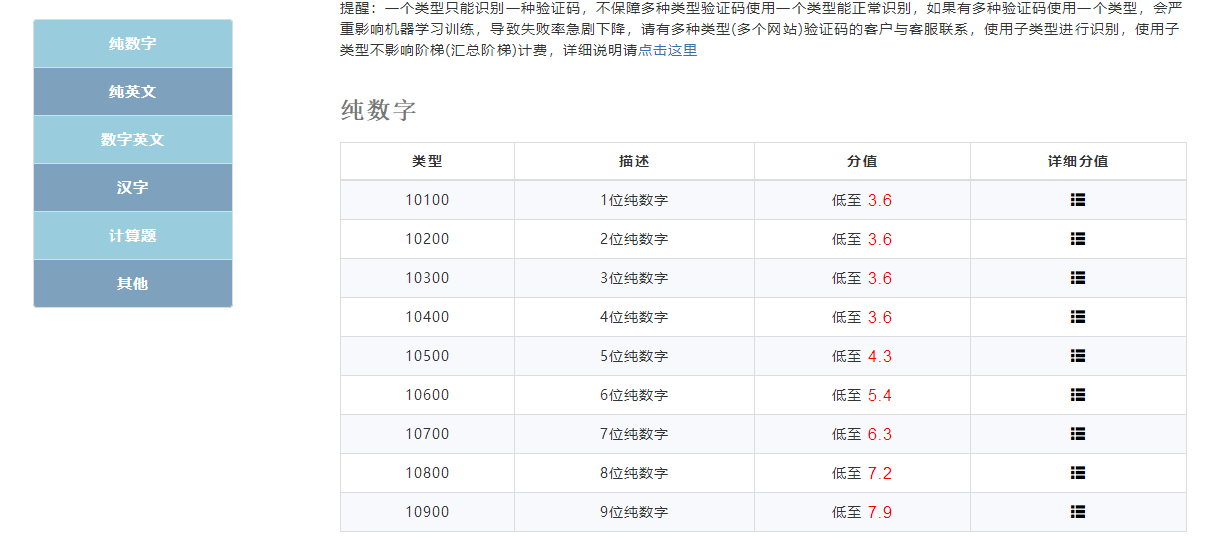 提醒：一个类型只能识别一种验证码，不保障多种类型验证码使用一个类型能正常识别，如果有多种验证码使用一个类型，会严
重影响机器学习训练，导致失败率急剧下降，请有多种类型(多个网站)验证码的客户与客服联系，使用子类型进行识别，使用子
类型不影响阶梯(汇总阶梯)计费，详细说明请点击这里
纯数字
纯英文
数字英文
汉字
计算题
其他
纯数字
类型 描述 分值 详细分值
10100 1位纯数字 低至 3.6
10200 2位纯数字 低至 3.6
10300 3位纯数字 低至 3.6
10400 4位纯数字 低至 3.6
10500 5位纯数字 低至 4.3
10600 6位纯数字 低至 5.4
10700 7位纯数字 低至 6.3
10800 8位纯数字 低至 7.2
10900 9位纯数字 低至 7.9